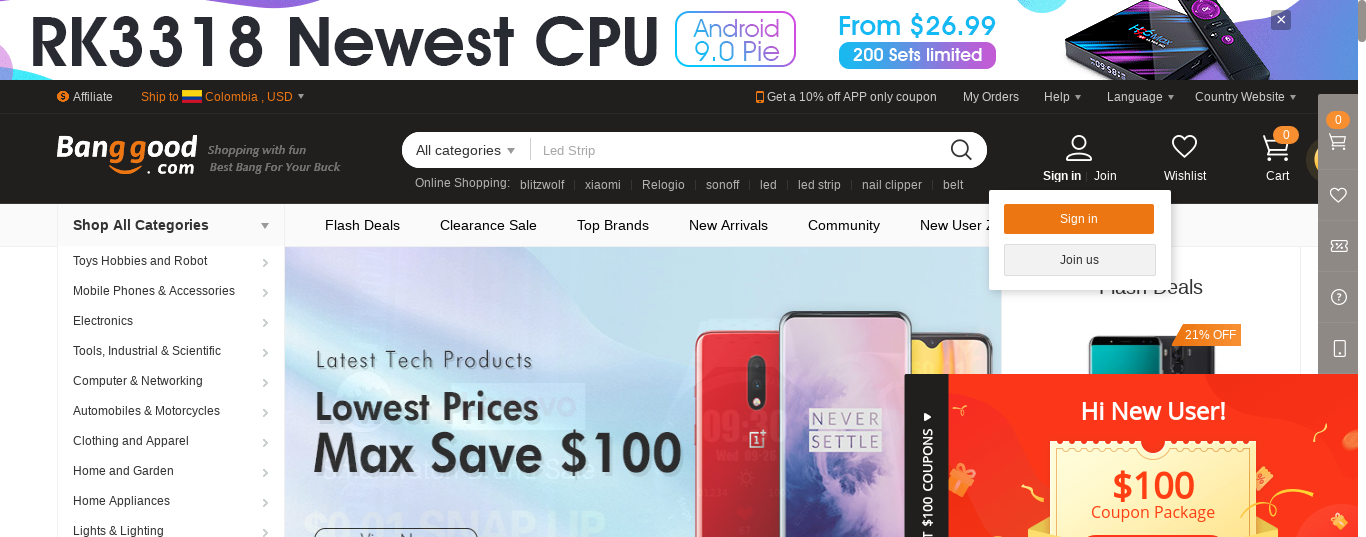 RK3318 Newest CPU
Android
9.0 Pie
From $26.99
200 Sets limited
Affiliate
Ship to Colombia , USD
Get a 10% off APP only coupon
My Orders
Help
Language
Country Website
Banggood
.com
Shopping with fun
Best Bang For Your Buck
All categories
Led Strip
Online Shopping:
blitzwolf
xiaomi
Relogio
sonoff
led
led strip
nail clipper
belt
Sign in
Join
Wishlist
0
Cart
0
Sign in
Join us
Shop All Categories
Flash Deals
Clearance Sale
Top Brands
New Arrivals
Community
New User
Toys Hobbies and Robot
Mobile Phones & Accessories
Electronics
Tools, Industrial & Scientific
Computer & Networking
Automobiles & Motorcycles
Clothing and Apparel
Home and Garden
Home Appliances
Lights & Lighting
Latest Tech Products
Lowest Prices
Max Save $100
NEVER
SETTLE
Flash Deals
21% OFF
$100 COUPONS
Hi New User!
$100
Coupon Package